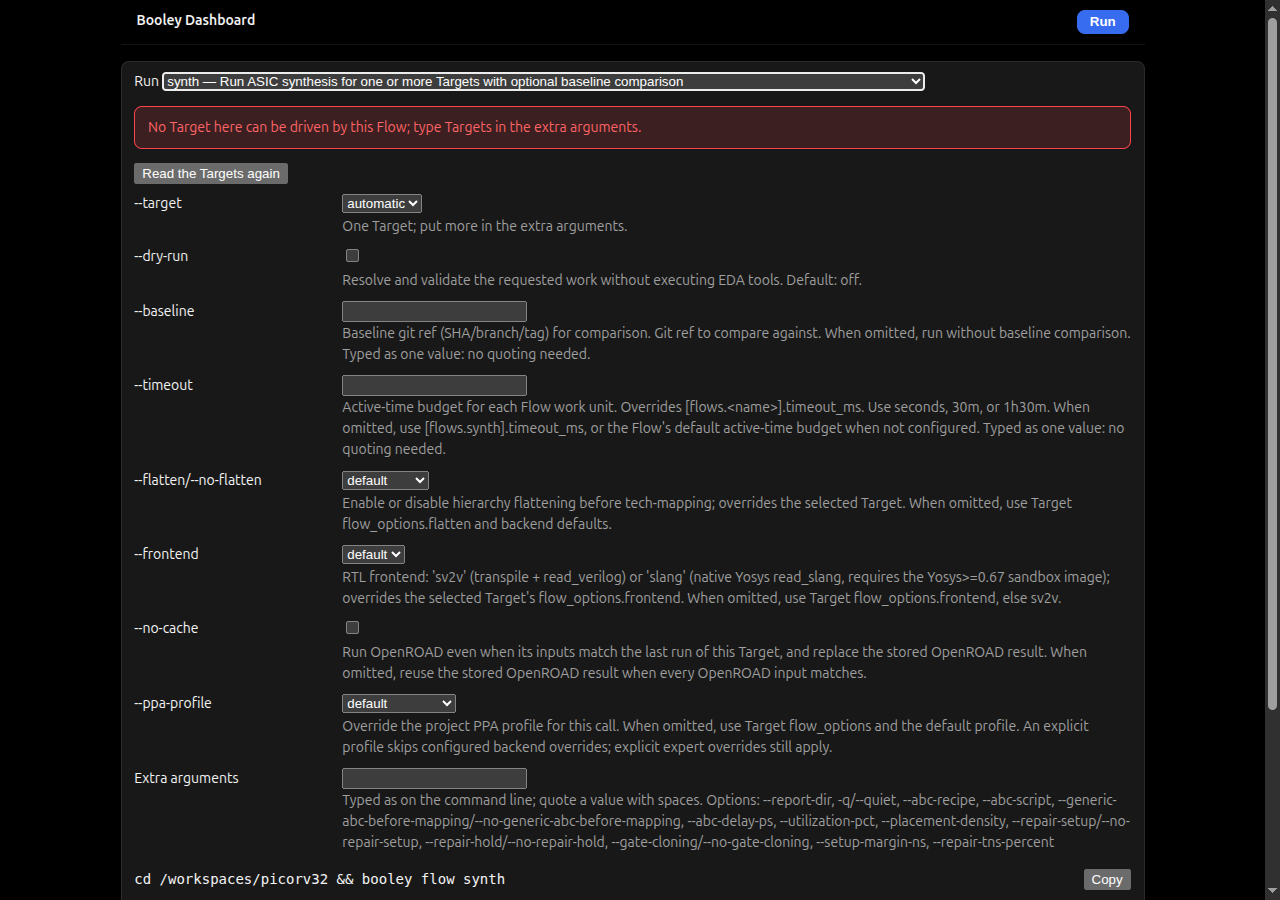 Booley Dashboard
Run
Run synth — Run ASIC synthesis for one or more Targets with optional baseline comparison
No Target here can be driven by this Flow; type Targets in the extra arguments.
Read the Targets again
--target
automatic
One Target; put more in the extra arguments.
--dry-run
Resolve and validate the requested work without executing EDA tools. Default: off.
--baseline
Baseline git ref (SHA/branch/tag) for comparison. Git ref to compare against. When omitted, run without baseline comparison.
Typed as one value: no quoting needed.
--timeout
Active-time budget for each Flow work unit. Overrides [flows.<name>].timeout_ms. Use seconds, 30m, or 1h30m. When
omitted, use [flows.synth].timeout_ms, or the Flow's default active-time budget when not configured. Typed as one value: no
quoting needed.
--flatten/--no-flatten
default
Enable or disable hierarchy flattening before tech-mapping; overrides the selected Target. When omitted, use Target
flow_options.flatten and backend defaults.
--frontend
default
RTL frontend: 'sv2v' (transpile + read_verilog) or 'slang' (native Yosys read_slang, requires the Yosys>=0.67 sandbox image);
overrides the selected Target's flow_options.frontend. When omitted, use Target flow_options.frontend, else sv2v.
--no-cache
Run OpenROAD even when its inputs match the last run of this Target, and replace the stored OpenROAD result. When
omitted, reuse the stored OpenROAD result when every OpenROAD input matches.
--ppa-profile
default
Override the project PPA profile for this call. When omitted, use Target flow_options and the default profile. An explicit
profile skips configured backend overrides; explicit expert overrides still apply.
Extra arguments
Typed as on the command line; quote a value with spaces. Options: --report-dir, -q/--quiet, --abc-recipe, --abc-script, --generic-
abc-before-mapping/--no-generic-abc-before-mapping, --abc-delay-ps, --utilization-pct, --placement-density, --repair-setup/--no-
repair-setup, --repair-hold/--no-repair-hold, --gate-cloning/--no-gate-cloning, --setup-margin-ns, --repair-tns-percent
cd /workspaces/picorv32 && booley flow synth
Copy